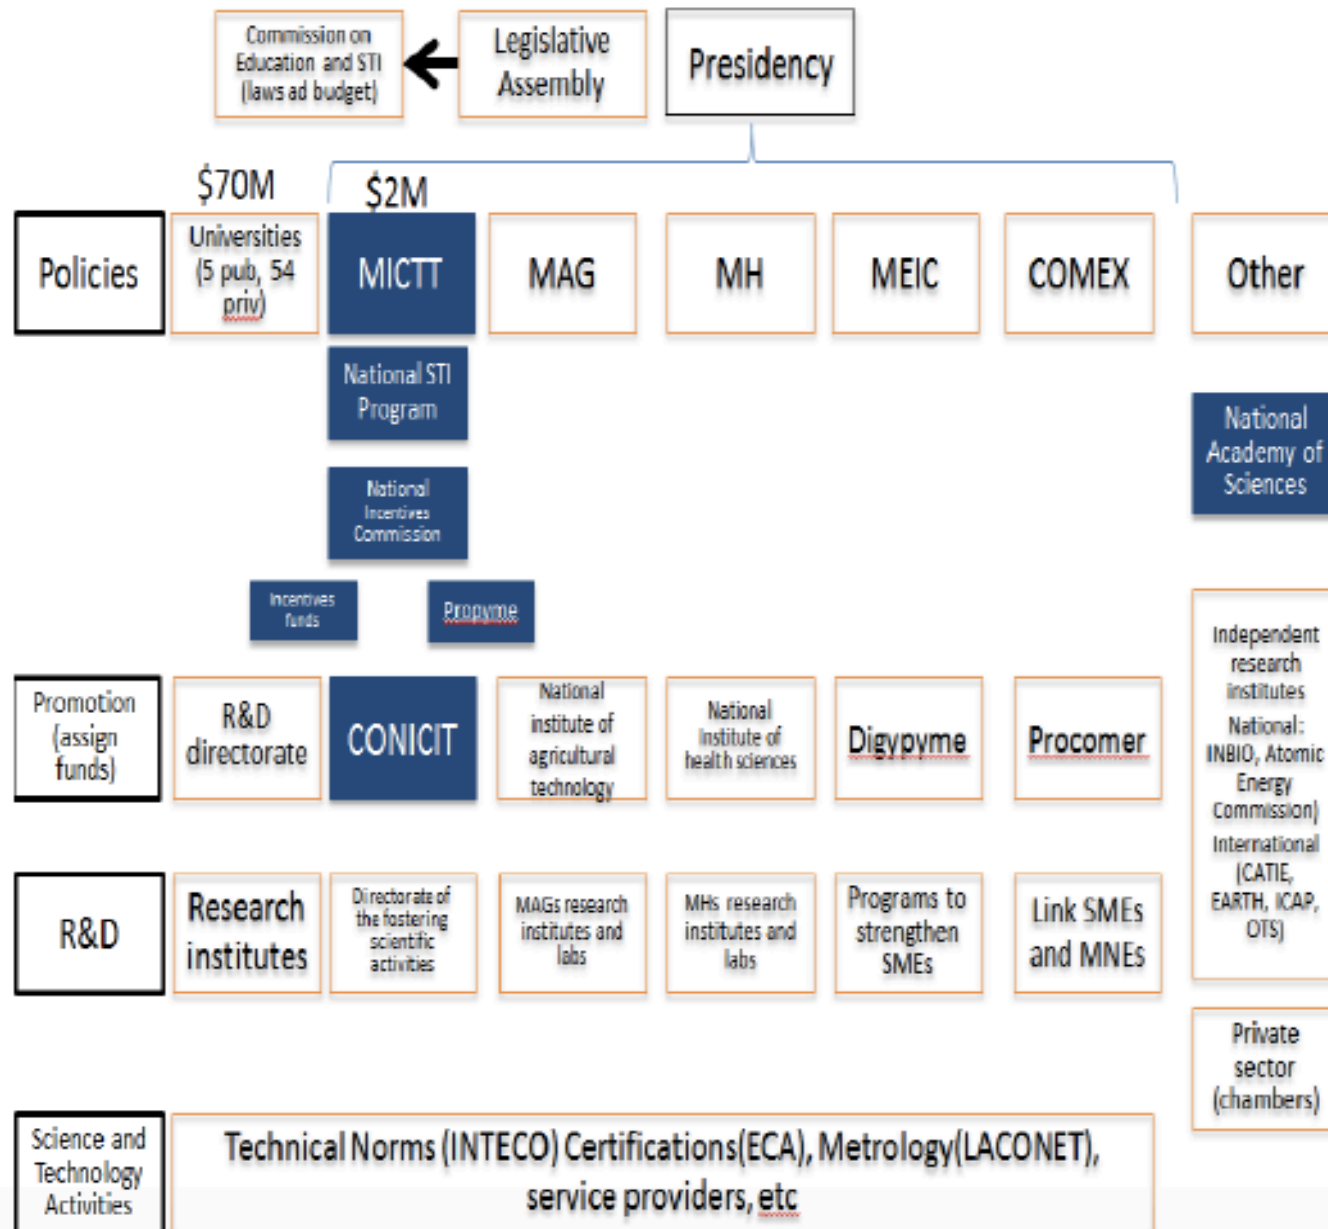 Commission on
Education and STI
(laws ad budget)
Legislative
Assembly
Presidency
$70M
$2M
Policies
Universities
(5 pub, 54
priv)
MICTT
MAG
MH
MEIC
COMEX
Other
National STI
Program
National
Incentives
Commission
National
Academy of
Sciences
Incentives
funds
Propyme
Promotion
(assign
funds)
R&D
directorate
CONICIT
National
institute of
agricultural
technology
National
Institute of
health sciences
Digypyme
Procomer
Independent
research
institutes
National:
INBIO, Atomic
Energy
Commission)
International
(CATIE,
EARTH, ICAP,
OTS)
R&D
Research
institutes
Directorate of
the fostering
scientific
activities
MAGs research
institutes and
labs
MHs research
institutes and
labs
Programs to
strengthen
SMEs
Link SMEs
and MNEs
Private
sector
(chambers)
Science and
Technology
Activities
Technical Norms (INTECO) Certifications(ECA), Metrology(LACONET),
service providers, etc